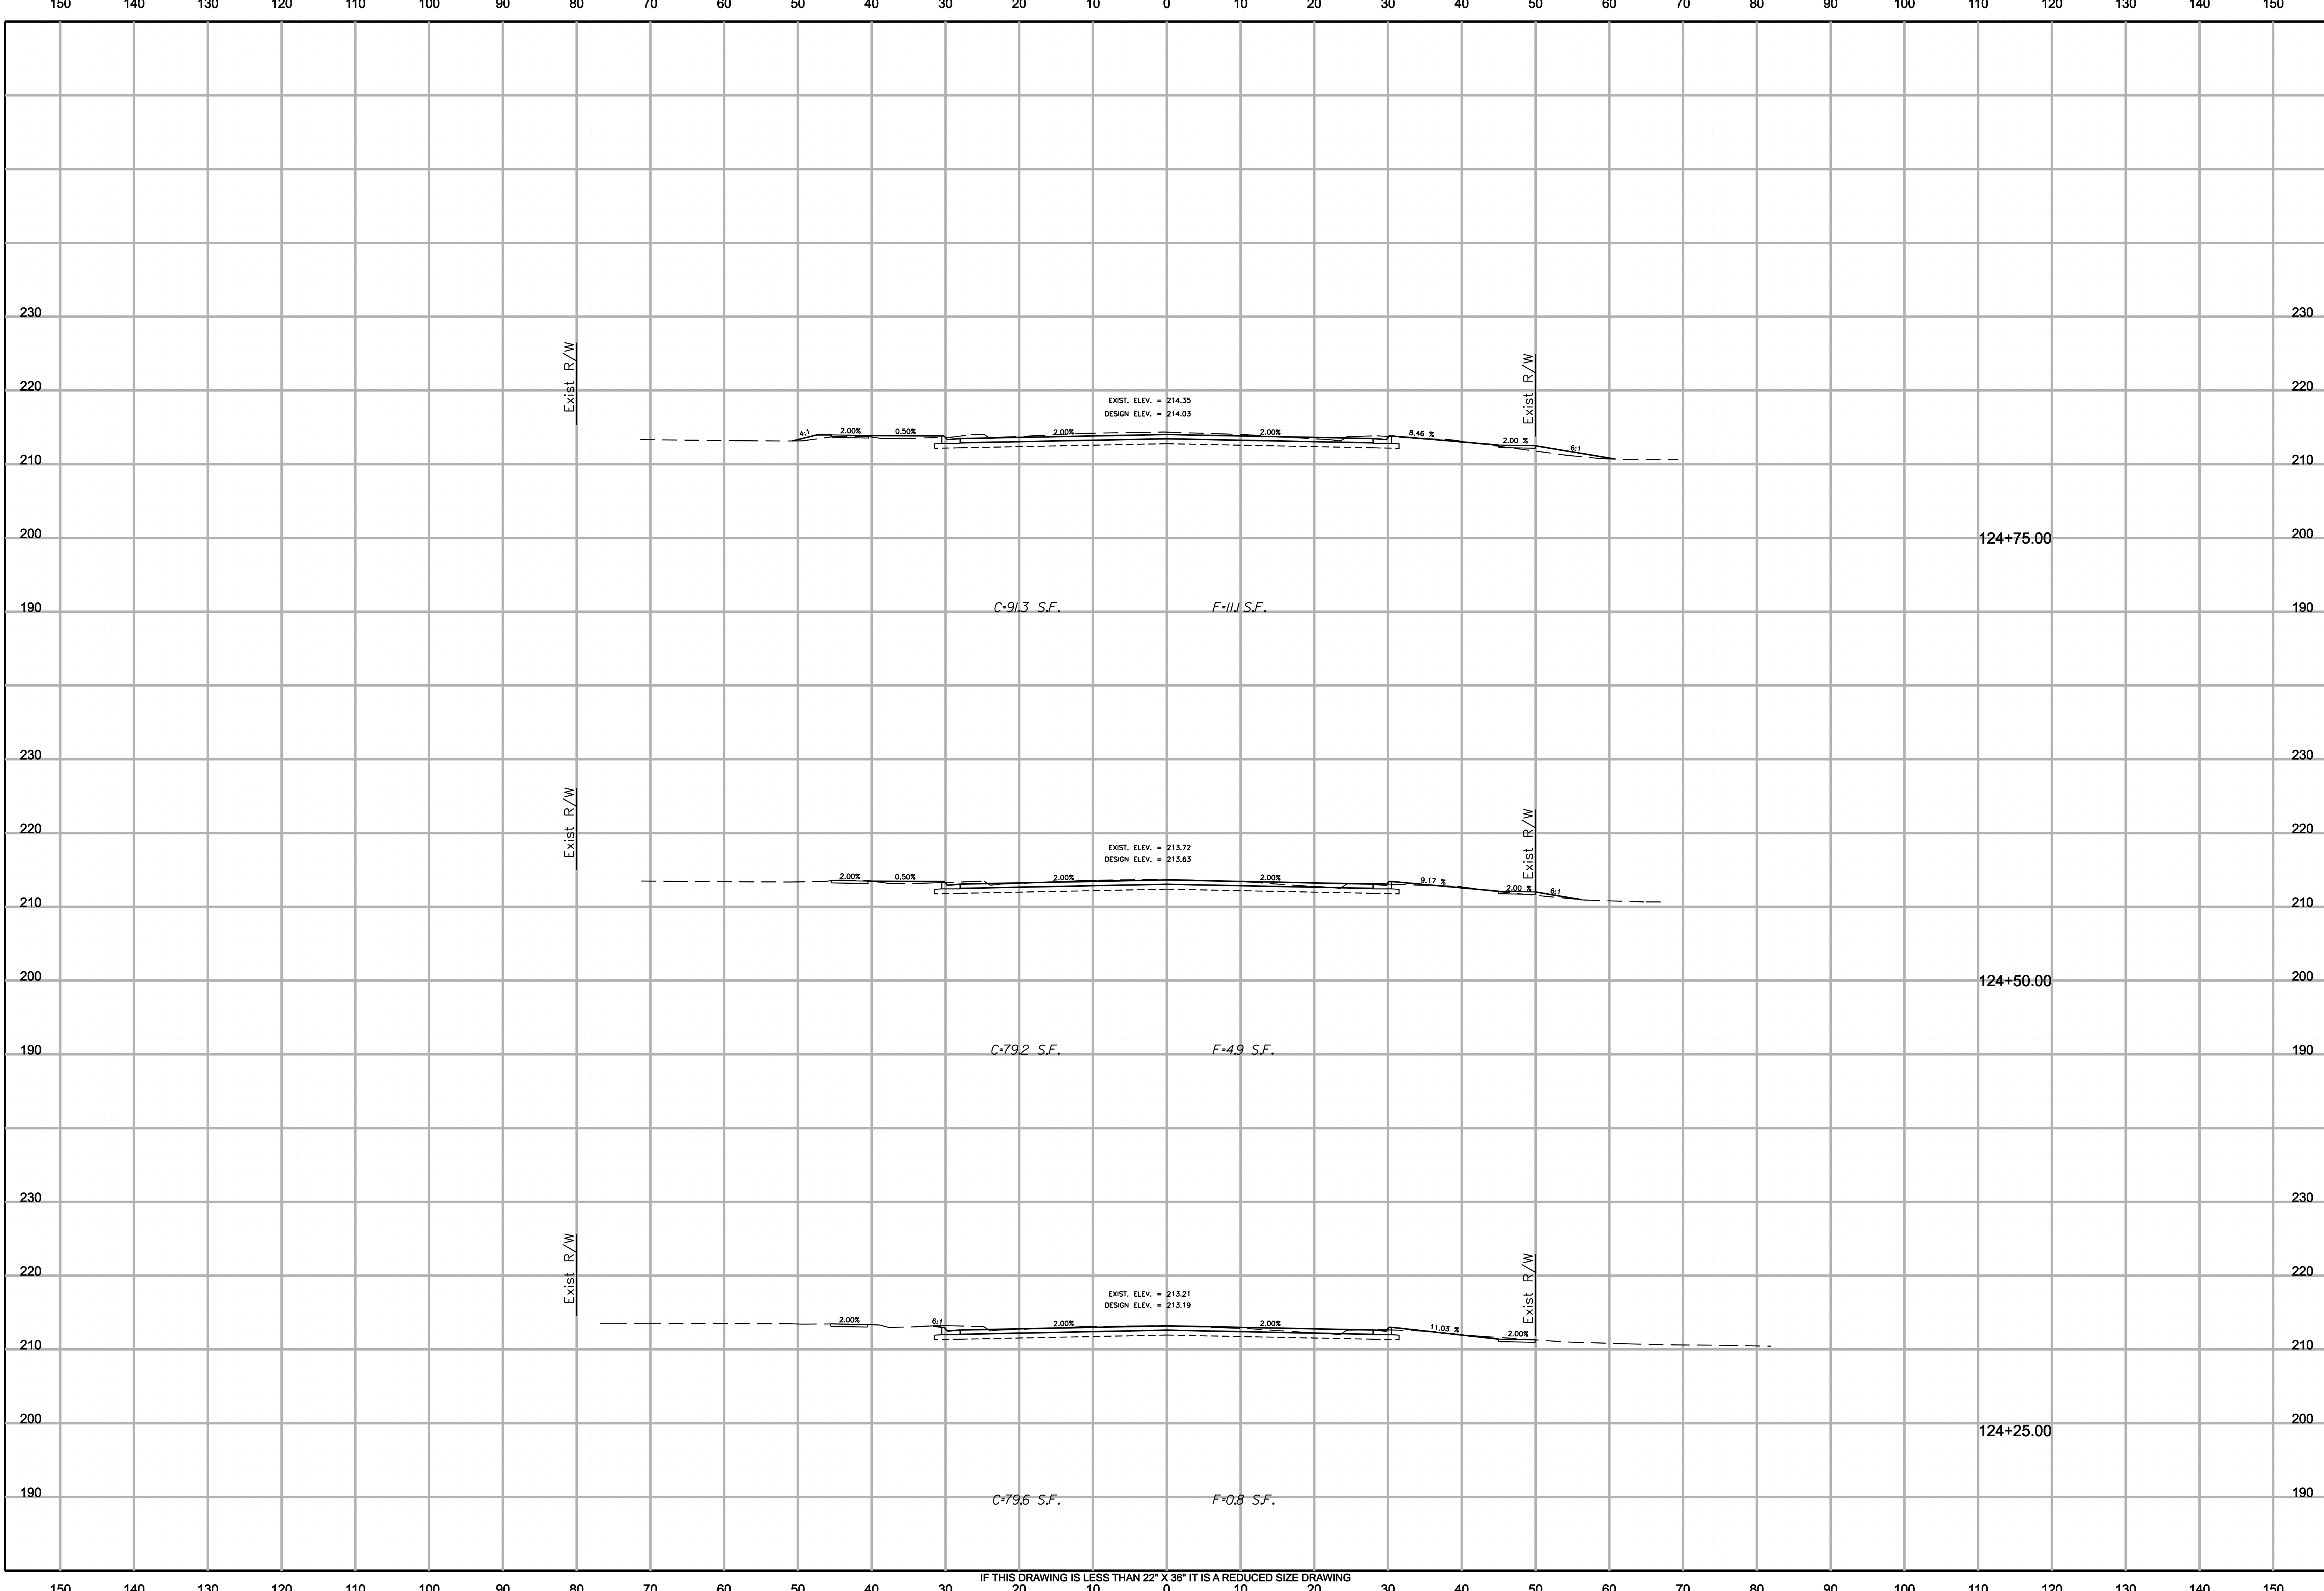 150 140 130 120 110 100 90 80 70 60 50 40 30 20 10 0 10 20 30 40 50 60 70 80 90 100 110 120 130 140 150
230 230
Exist R/W
Exist R/W
220 220
EXIST. ELEV. = 214.35
DESIGN ELEV. = 214.03
4:1 2.00% 0.50% 2.00% 2.00% 8.46 % 2.00 % 6:1
210 210
200 124+75.00 200
190 C=91.3 S.F. F=11.1 S.F. 190
230 230
Exist R/W
Exist R/W
220 220
EXIST. ELEV. = 213.72
DESIGN ELEV. = 213.63
2.00% 0.50% 2.00% 2.00% 9.17 % 2.00 % 6:1
210 210
200 124+50.00 200
190 C=79.2 S.F. F=4.9 S.F. 190
230 230
Exist R/W
Exist R/W
220 220
EXIST. ELEV. = 213.21
DESIGN ELEV. = 213.19
2.00% 6:1 2.00% 2.00% 11.03 % 2.00%
210 210
200 124+25.00 200
190 C=79.6 S.F. F=0.8 S.F. 190
IF THIS DRAWING IS LESS THAN 22" X 36" IT IS A REDUCED SIZE DRAWING
150 140 130 120 110 100 90 80 70 60 50 40 30 20 10 0 10 20 30 40 50 60 70 80 90 100 110 120 130 140 150